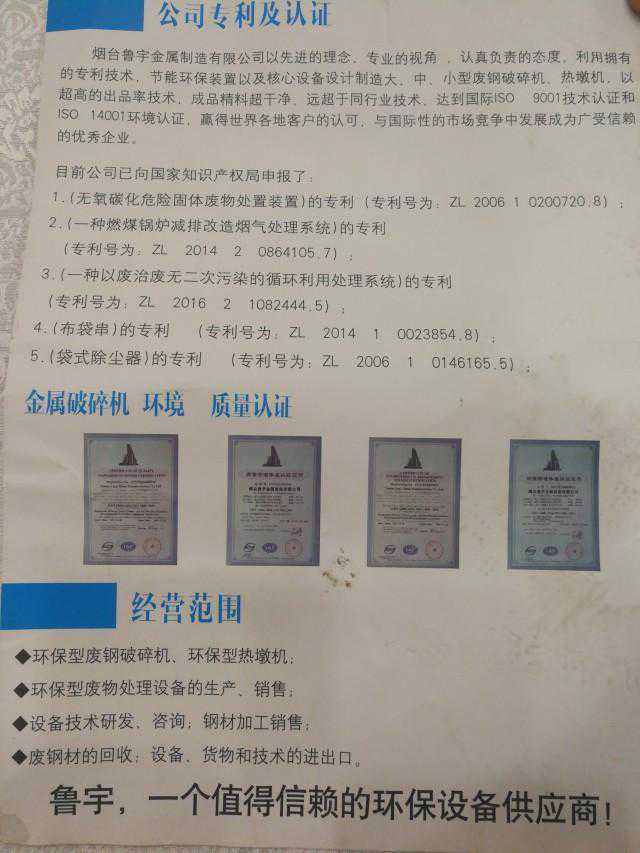 公司专利及认证
烟台鲁宇金属制造有限公司以先进的理念、专业的视角，认真负责的态度，利用拥有
的专利技术，节能环保装置以及核心设备设计制造大、中、小型废钢破碎机、热墩机，以
超高的出品率技术，成品精料超干净、远超于同行业技术，达到国际ISO 9001技术认证和
ISO 14001环境认证，赢得世界各地客户的认可，与国际性的市场竞争中发展成为广受信赖
的优秀企业。
目前公司已向国家知识产权局申报了：
1.(无氧碳化危险固体废物处置装置)的专利（专利号为：ZL 2006 1 0200720.8）；
2.(一种燃煤锅炉减排改造烟气处理系统)的专利
（专利号为：ZL 2014 2 0864105.7）；
3.(一种以废治废无二次污染的循环利用处理系统)的专利
（专利号为：ZL 2016 2 1082444.5）；
4.(布袋串)的专利 （专利号为：ZL 2014 1 0023854.8）；
5.(袋式除尘器)的专利 （专利号为：ZL 2006 1 0146165.5）；
金属破碎机 环境 质量认证
经营范围
◆环保型废钢破碎机、环保型热墩机；
◆环保型废物处理设备的生产、销售；
◆设备技术研发、咨询；钢材加工销售；
◆废钢材的回收；设备、货物和技术的进出口。
鲁宇，一个值得信赖的环保设备供应商！